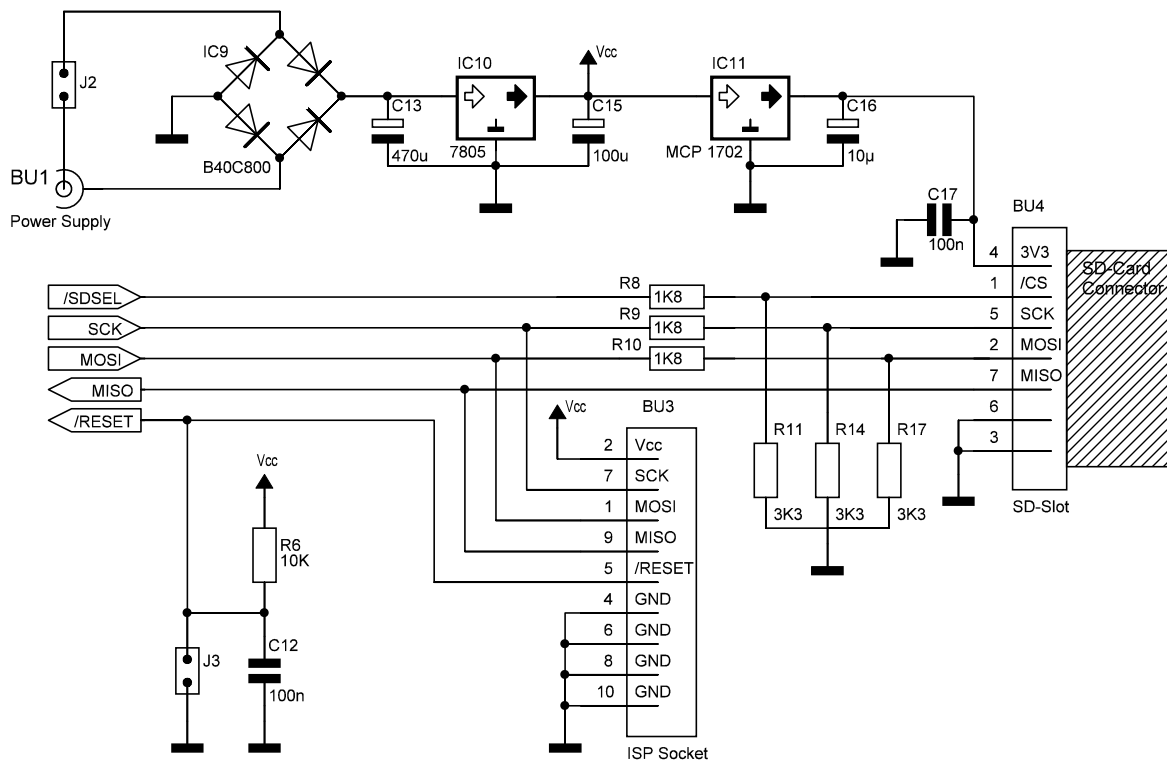 IC9
J2
B40C800
BU1
Power Supply
C13
470u
IC10
7805
Vcc
C15
100u
IC11
MCP 1702
C16
10µ
C17
100n
BU4
4 3V3
1 /CS
5 SCK
2 MOSI
7 MISO
6
3
SD-Card
Connector
SD-Slot
/SDSEL
SCK
MOSI
MISO
/RESET
R8 1K8
R9 1K8
R10 1K8
R11
3K3
R14
3K3
R17
3K3
Vcc
BU3
2 Vcc
7 SCK
1 MOSI
9 MISO
5 /RESET
4 GND
6 GND
8 GND
10 GND
ISP Socket
Vcc
R6
10K
J3
C12
100n